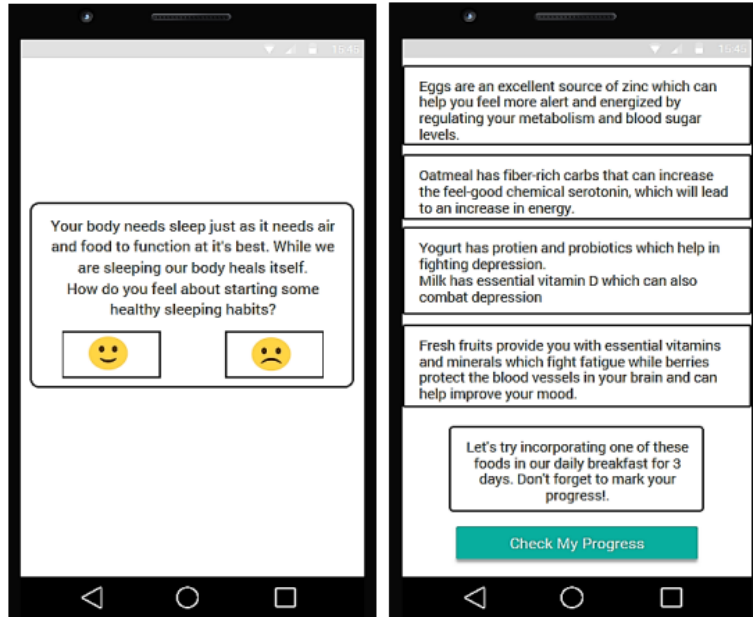 15:45
Your body needs sleep just as it needs air
and food to function at it's best. While we
are sleeping our body heals itself.
How do you feel about starting some
healthy sleeping habits?
15:45
Eggs are an excellent source of zinc which can
help you feel more alert and energized by
regulating your metabolism and blood sugar
levels.
Oatmeal has fiber-rich carbs that can increase
the feel-good chemical serotonin, which will lead
to an increase in energy.
Yogurt has protien and probiotics which help in
fighting depression.
Milk has essential vitamin D which can also
combat depression
Fresh fruits provide you with essential vitamins
and minerals which fight fatigue while berries
protect the blood vessels in your brain and can
help improve your mood.
Let's try incorporating one of these
foods in our daily breakfast for 3
days. Don't forget to mark your
progress!.
Check My Progress